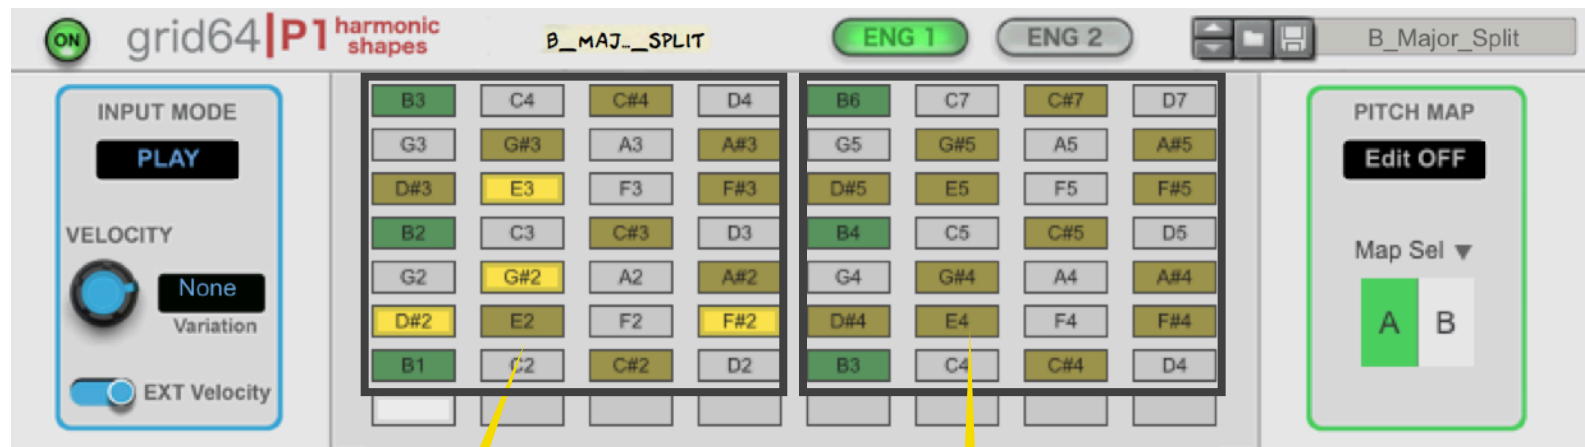 ON grid64|P1 harmonic shapes B_MAJ.._SPLIT ENG 1 ENG 2 B_Major_Split
INPUT MODE
PLAY
VELOCITY
None
Variation
EXT Velocity
B3 C4 C#4 D4 B6 C7 C#7 D7
G3 G#3 A3 A#3 G5 G#5 A5 A#5
D#3 E3 F3 F#3 D#5 E5 F5 F#5
B2 C3 C#3 D3 B4 C5 C#5 D5
G2 G#2 A2 A#2 G4 G#4 A4 A#4
D#2 E2 F2 F#2 D#4 E4 F4 F#4
B1 C2 C#2 D2 B3 C4 C#4 D4
PITCH MAP
Edit OFF
Map Sel ▼
A B